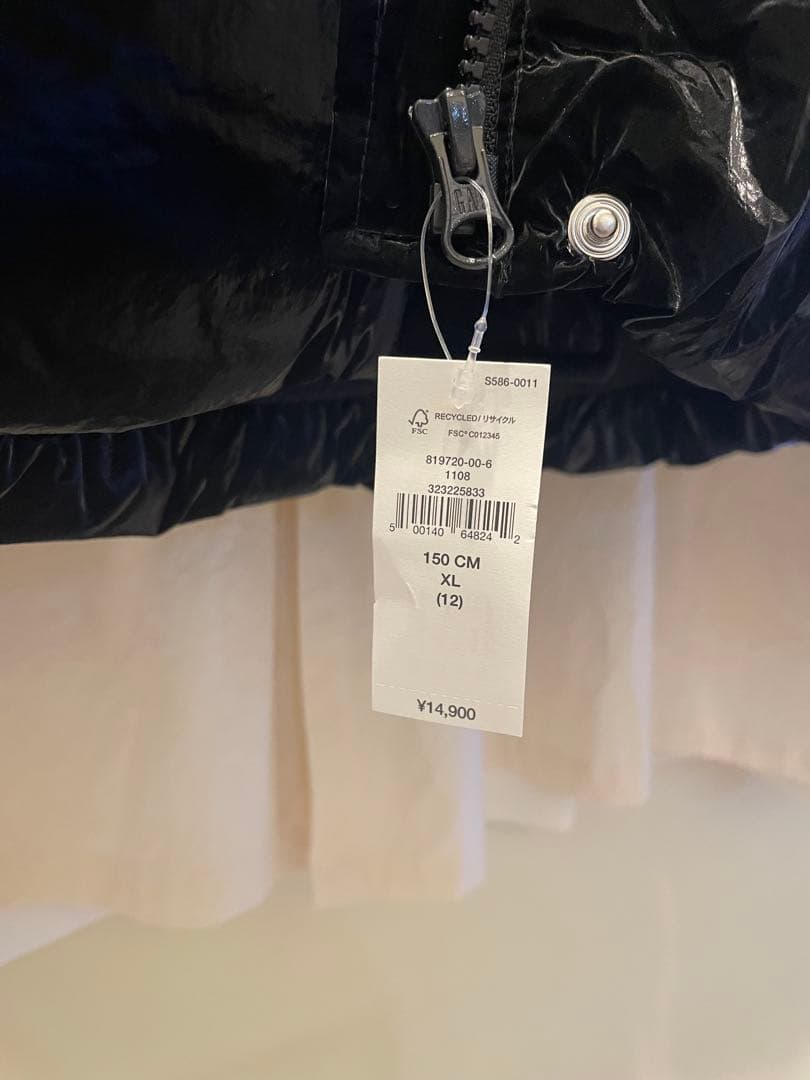 GAP
S586-0011
RECYCLED/リサイクル
FSC
FSC® C012345
819720-00-6
1108
323225833
5 00140 64824 2
150 CM
XL
(12)
¥14,900